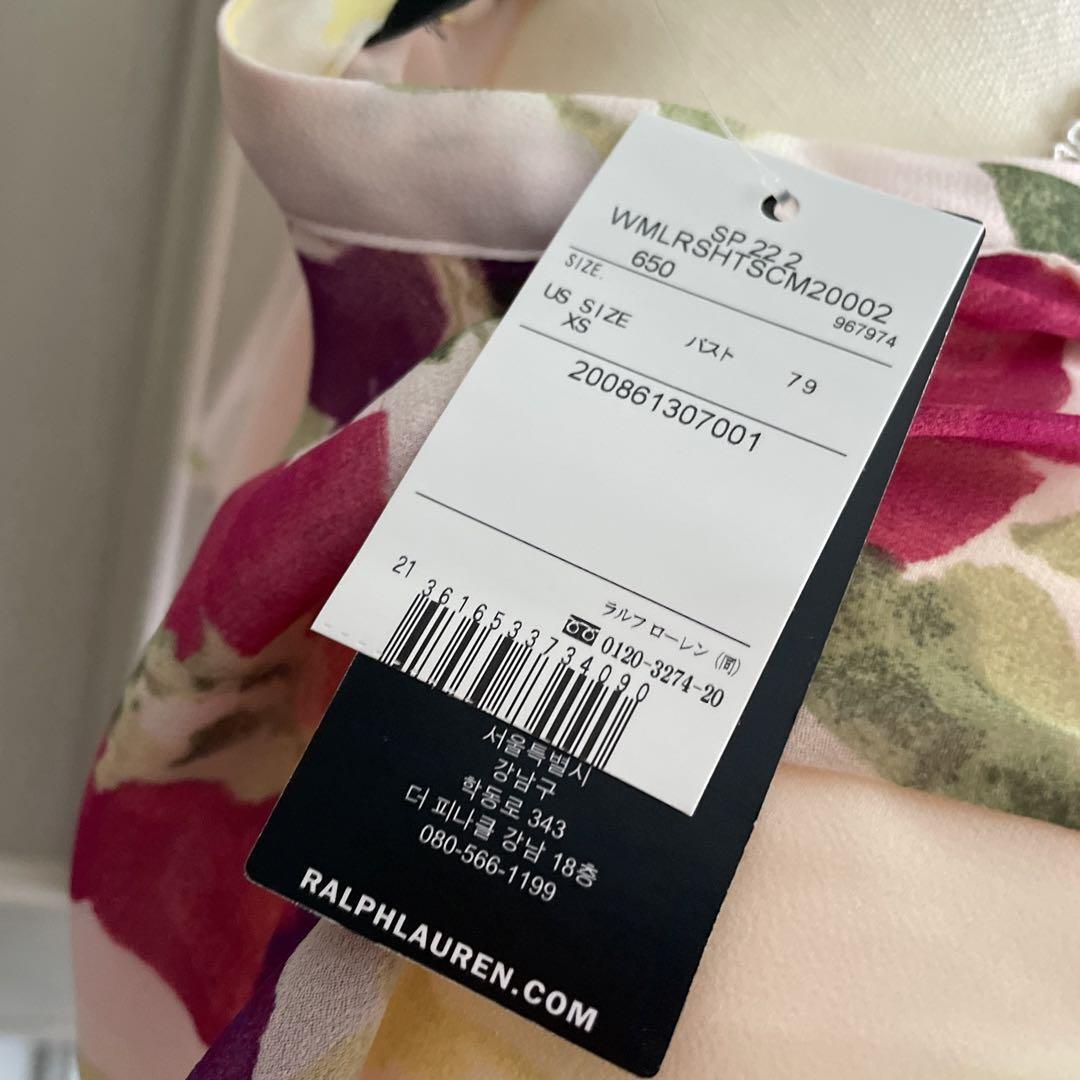 SP 22 2
WMLRSHTSCM20002
650
967974
SIZE.
US SIZE
XS
バスト
79
200861307001
ラルフ ローレン (同)
0120-3274-20
21
3616533734090
서울특별시
강남구
학동로 343
더 피나클 강남 18층
080-566-1199
RALPHLAUREN.COM